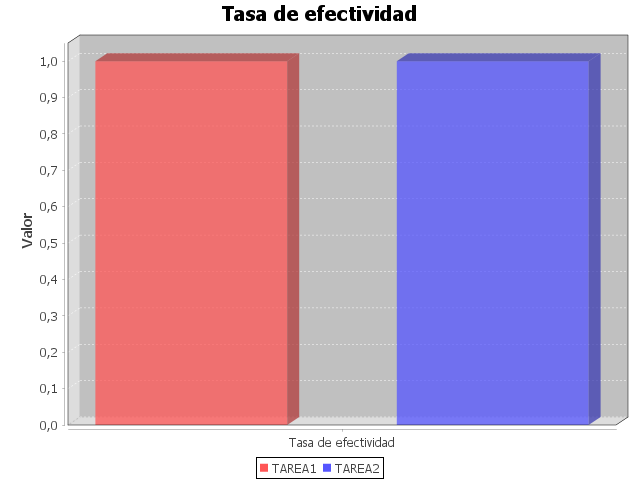 Tasa de efectividad
1,0
0,9
0,8
0,7
0,6
0,5
0,4
0,3
0,2
0,1
0,0
Valor
Tasa de efectividad
TAREA1 TAREA2